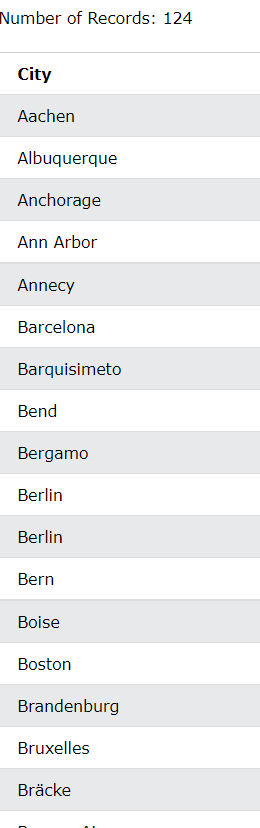 Number of Records: 124
City
Aachen
Albuquerque
Anchorage
Ann Arbor
Annecy
Barcelona
Barquisimeto
Bend
Bergamo
Berlin
Berlin
Bern
Boise
Boston
Brandenburg
Bruxelles
Bräcke